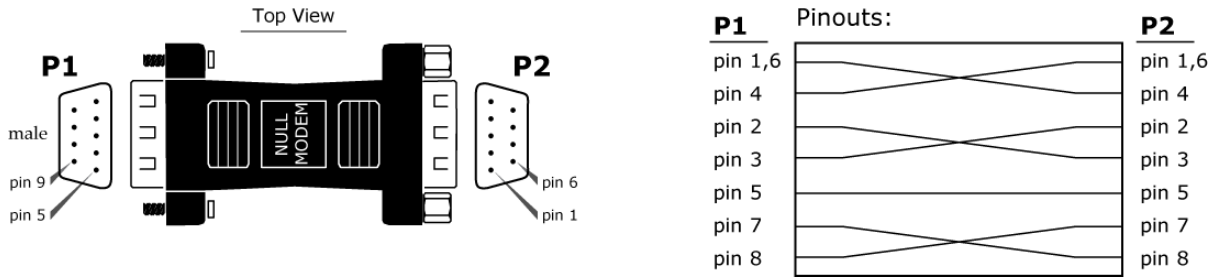 Top View
P1
P2
male
NULL
MODEM
pin 9
pin 5
pin 6
pin 1
Pinouts:
P1
P2
pin 1,6
pin 1,6
pin 4
pin 4
pin 2
pin 2
pin 3
pin 3
pin 5
pin 5
pin 7
pin 7
pin 8
pin 8